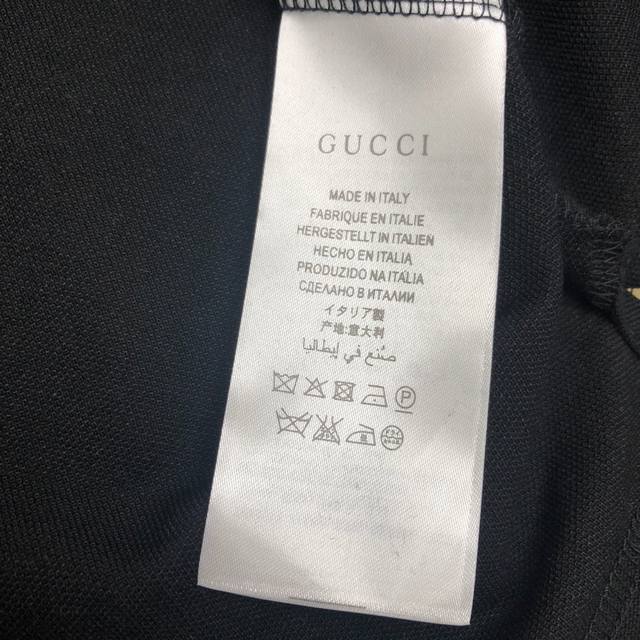 GUCCI
MADE IN ITALY
FABRIQUE EN ITALIE
HERGESTELLT IN ITALIEN
HECHO EN ITALIA
PRODUZIDO NA ITALIA
СДЕЛАНО В ИТАЛИИ
イタリア製
产地:意大利
صنع في إيطاليا
P